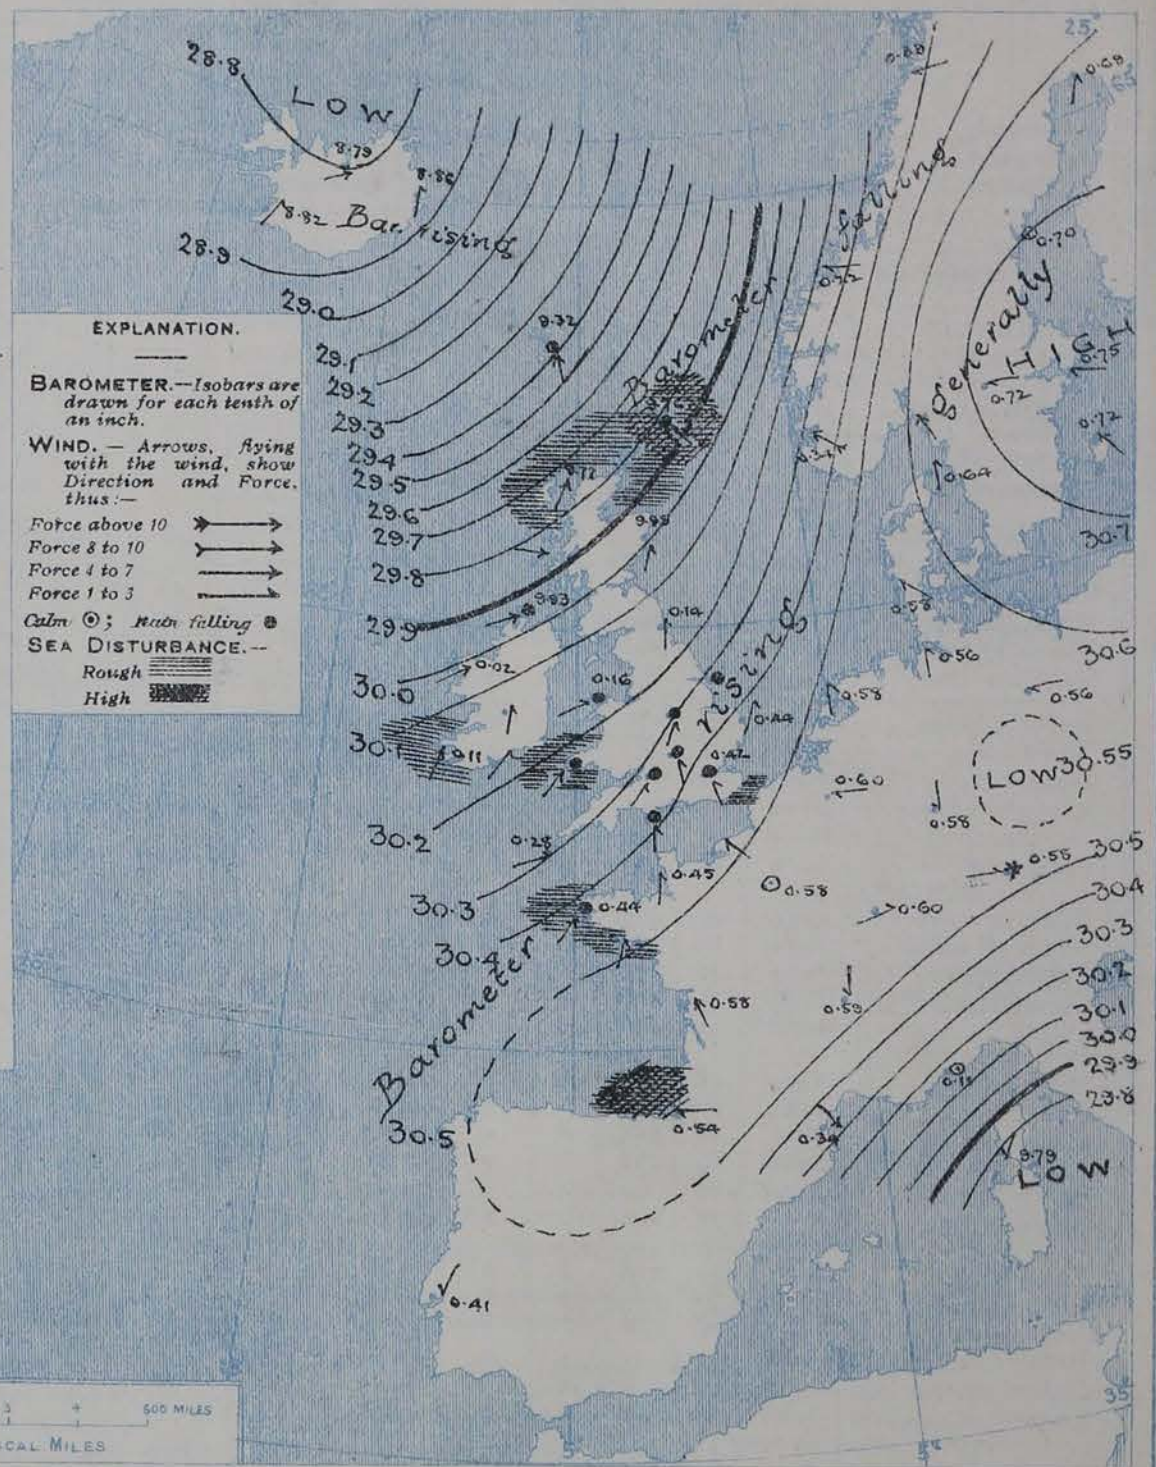 25°
28.8
LOW
0.88
0.69
65
8.79
8.86
8.82 Bar. rising
28.9
29.0
falling
0.70
0.22
EXPLANATION.
BAROMETER.—Isobars are
drawn for each tenth of
an inch.
WIND. — Arrows, flying
with the wind, show
Direction and Force,
thus:—
Force above 10
Force 8 to 10
Force 4 to 7
Force 1 to 3
Calm ; Rain falling
SEA DISTURBANCE.--
Rough
High
9.32
29.1
29.2
29.3
29.4
29.5
29.6
29.7
29.8
29.9
30.0
30.1
30.2
30.3
30.4
30.5
Barometer
generally
HIGH
0.75
0.72
0.72
0.64
30.7
0.58
30.6
9.93
0.14
0.02
0.16
rising
0.56
0.56
0.58
0.44
0.11
0.42
0.60
LOW 30.55
0.58
0.28
0.45
0.58
0.55
30.5
0.44
0.60
30.4
30.3
Barometer
30.2
0.58
0.59
30.1
30.0
29.9
29.8
0.54
0.34
9.79
LOW
0.41
35°
5°
5°
3
4
500 MILES
CAL MILES